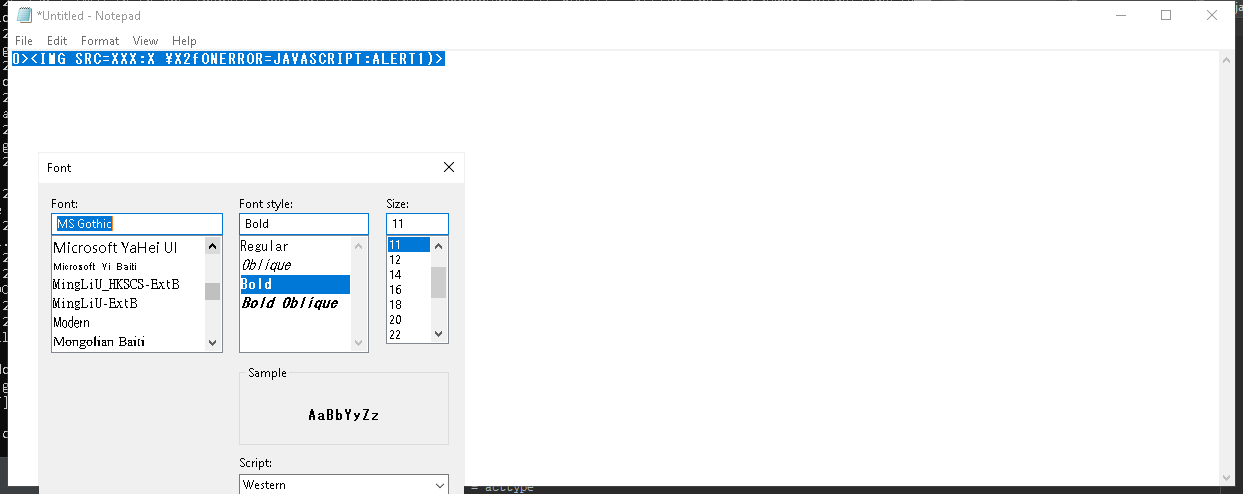 *Untitled - Notepad
File Edit Format View Help
0><IMG SRC=XXX:X ¥X2fONERROR=JAVASCRIPT:ALERT1)>
Font
Font: Font style: Size:
MS Gothic Bold 11
Microsoft YaHei UI Regular 11
Microsoft Yi Baiti Oblique 12
MingLiU_HKSCS-ExtB Bold 14
MingLiU-ExtB Bold Oblique 16
Modern 18
Mongolian Baiti 20
22
Sample
AaBbYyZz
Script:
Western
= acttype